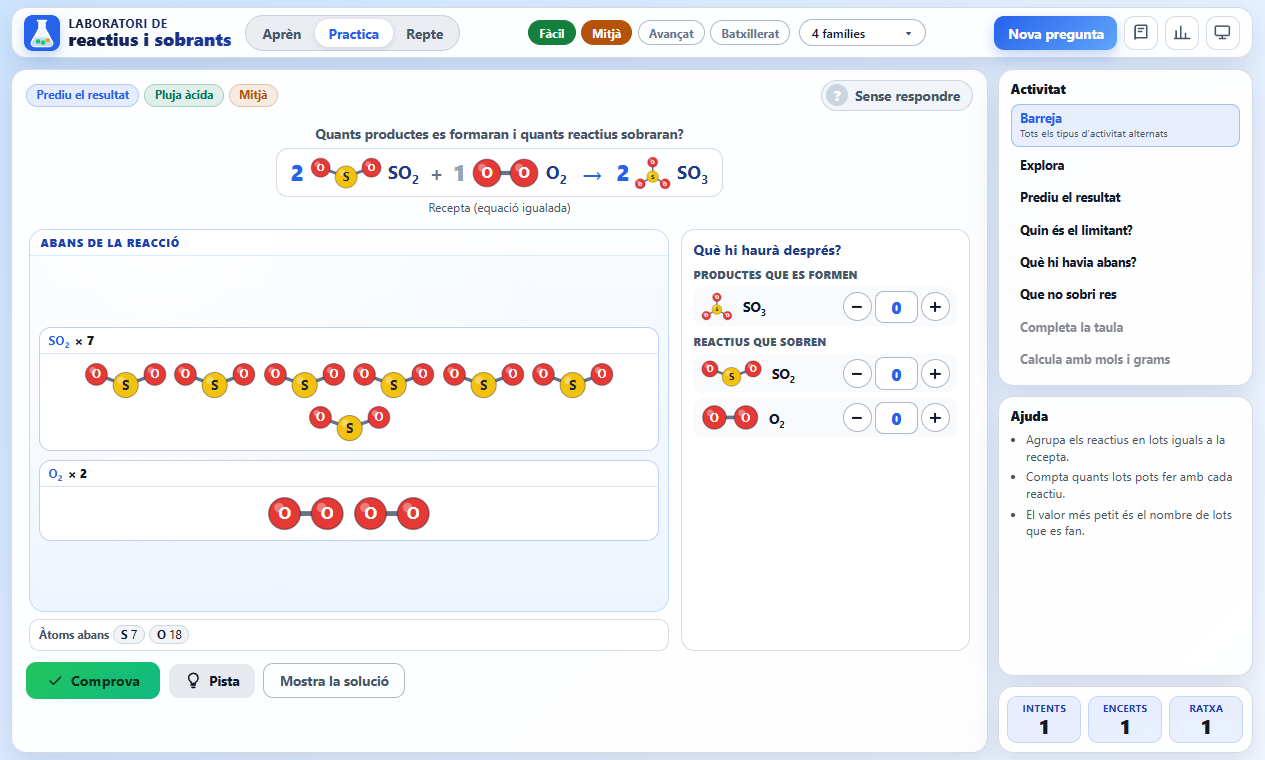 LABORATORI DE
reactius i sobrants
Aprèn
Practica
Repte
Fàcil
Mitjà
Avançat
Batxillerat
4 famílies
Nova pregunta
Prediu el resultat
Pluja àcida
Mitjà
? Sense respondre
Quants productes es formaran i quants reactius sobraran?
2 O S O SO2 + 1 O O O2 → 2 O S O O SO3
Recepta (equació igualada)
ABANS DE LA REACCIÓ
SO2 × 7
O S O O S O O S O O S O O S O O S O
O S O
O2 × 2
O O O O
Àtoms abans S 7 O 18
Què hi haurà després?
PRODUCTES QUE ES FORMEN
O S O O SO3 − 0 +
REACTIUS QUE SOBREN
O S O SO2 − 0 +
O O O2 − 0 +
Comprova
Pista
Mostra la solució
Activitat
Barreja
Tots els tipus d'activitat alternats
Explora
Prediu el resultat
Quin és el limitant?
Què hi havia abans?
Que no sobri res
Completa la taula
Calcula amb mols i grams
Ajuda
• Agrupa els reactius en lots iguals a la
recepta.
• Compta quants lots pots fer amb cada
reactiu.
• El valor més petit és el nombre de lots
que es fan.
INTENTS
1
ENCERTS
1
RATXA
1